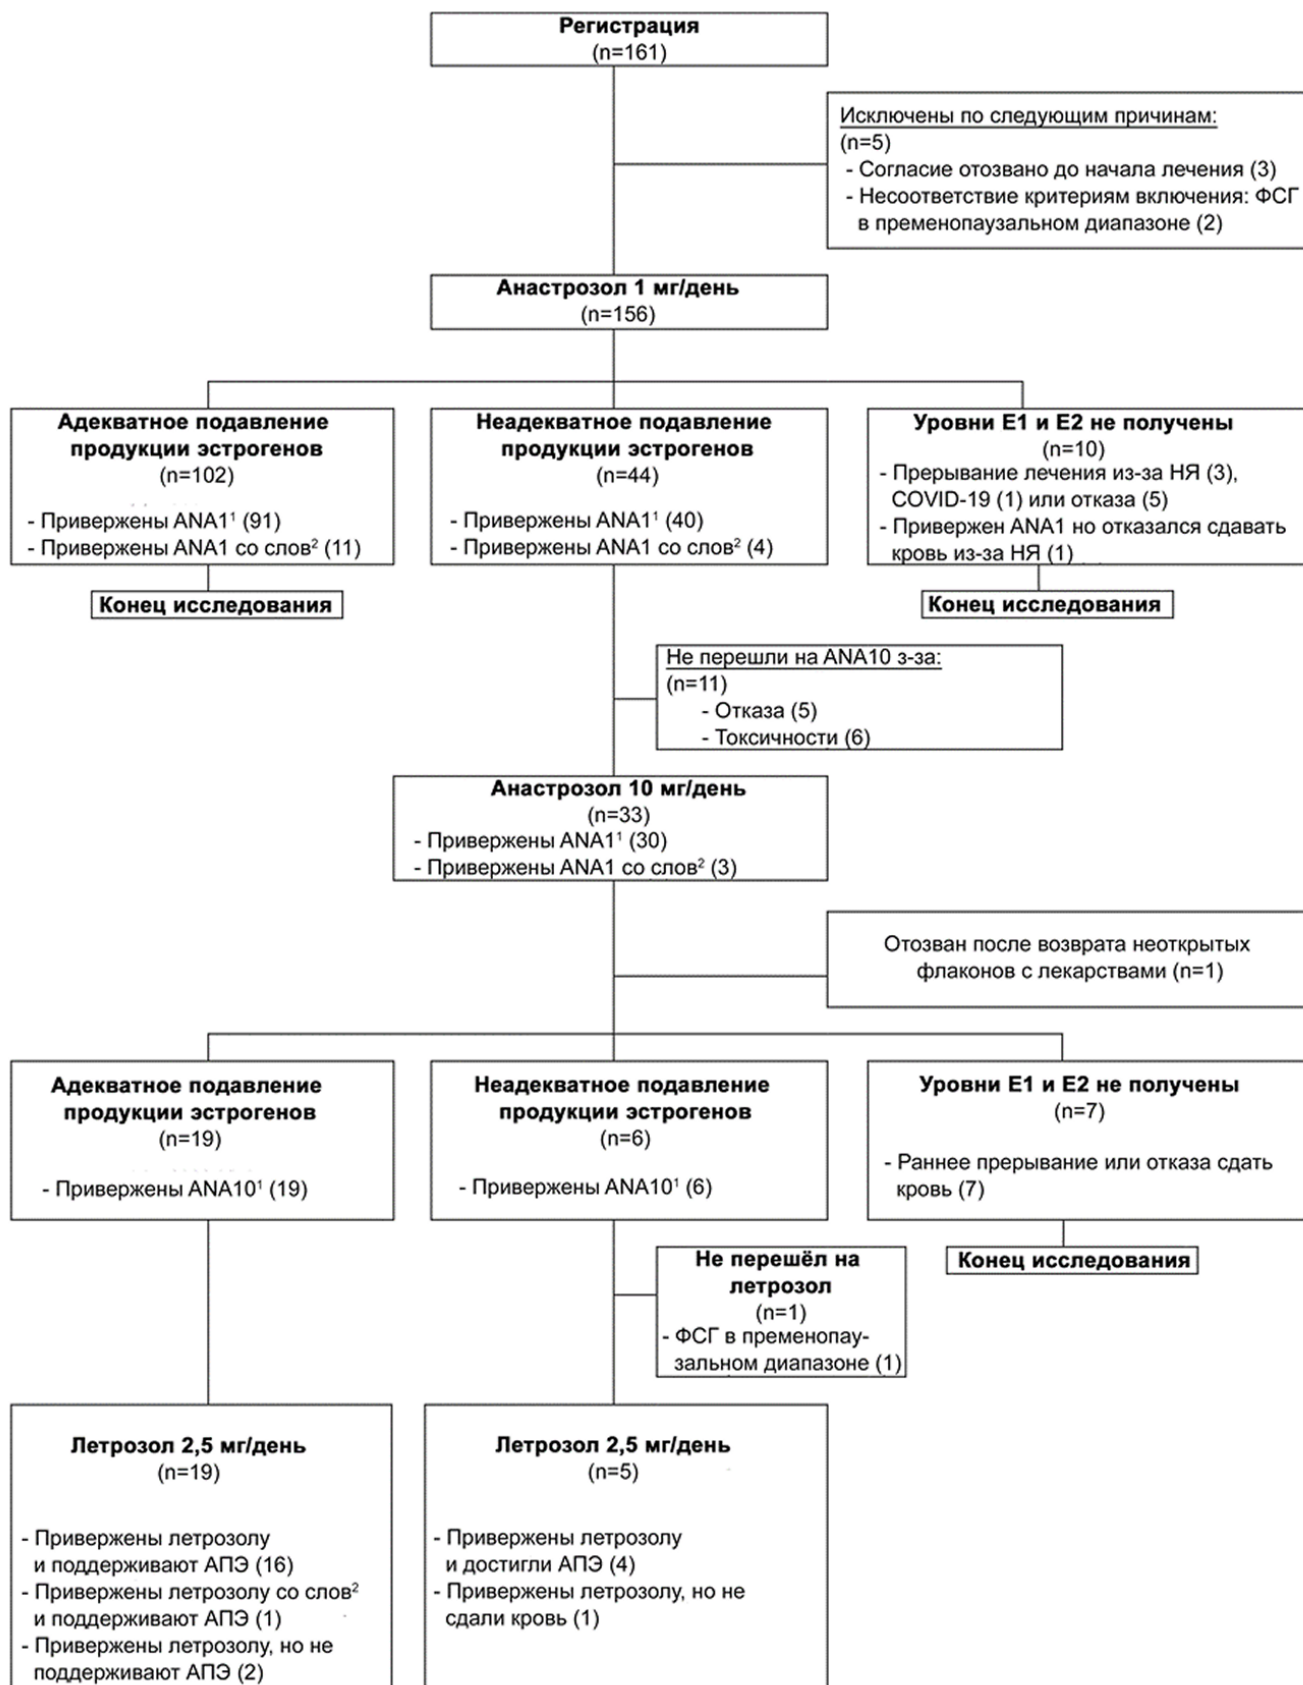 Регистрация
(n=161)
Исключены по следующим причинам:
(n=5)
- Согласие отозвано до начала лечения (3)
- Несоответствие критериям включения: ФСГ
в пременопаузальном диапазоне (2)
Анастрозол 1 мг/день
(n=156)
Адекватное подавление
продукции эстрогенов
(n=102)
- Привержены ANA1¹ (91)
- Привержены ANA1 со слов² (11)
Конец исследования
Неадекватное подавление
продукции эстрогенов
(n=44)
- Привержены ANA1¹ (40)
- Привержены ANA1 со слов² (4)
Уровни E1 и E2 не получены
(n=10)
- Прерывание лечения из-за НЯ (3),
COVID-19 (1) или отказа (5)
- Привержен ANA1 но отказался сдавать
кровь из-за НЯ (1)
Конец исследования
Не перешли на ANA10 з-за:
(n=11)
- Отказа (5)
- Токсичности (6)
Анастрозол 10 мг/день
(n=33)
- Привержены ANA1¹ (30)
- Привержены ANA1 со слов² (3)
Отозван после возврата неоткрытых
флаконов с лекарствами (n=1)
Адекватное подавление
продукции эстрогенов
(n=19)
- Привержены ANA10¹ (19)
Неадекватное подавление
продукции эстрогенов
(n=6)
- Привержены ANA10¹ (6)
Уровни E1 и E2 не получены
(n=7)
- Раннее прерывание или отказа сдать
кровь (7)
Конец исследования
Не перешёл на
летрозол
(n=1)
- ФСГ в пременопау-
зальном диапазоне (1)
Летрозол 2,5 мг/день
(n=19)
- Привержены летрозолу
и поддерживают АПЭ (16)
- Привержены летрозолу со слов²
и поддерживают АПЭ (1)
- Привержены летрозолу, но не
поддерживают АПЭ (2)
Летрозол 2,5 мг/день
(n=5)
- Привержены летрозолу
и достигли АПЭ (4)
- Привержены летрозолу, но не
сдали кровь (1)